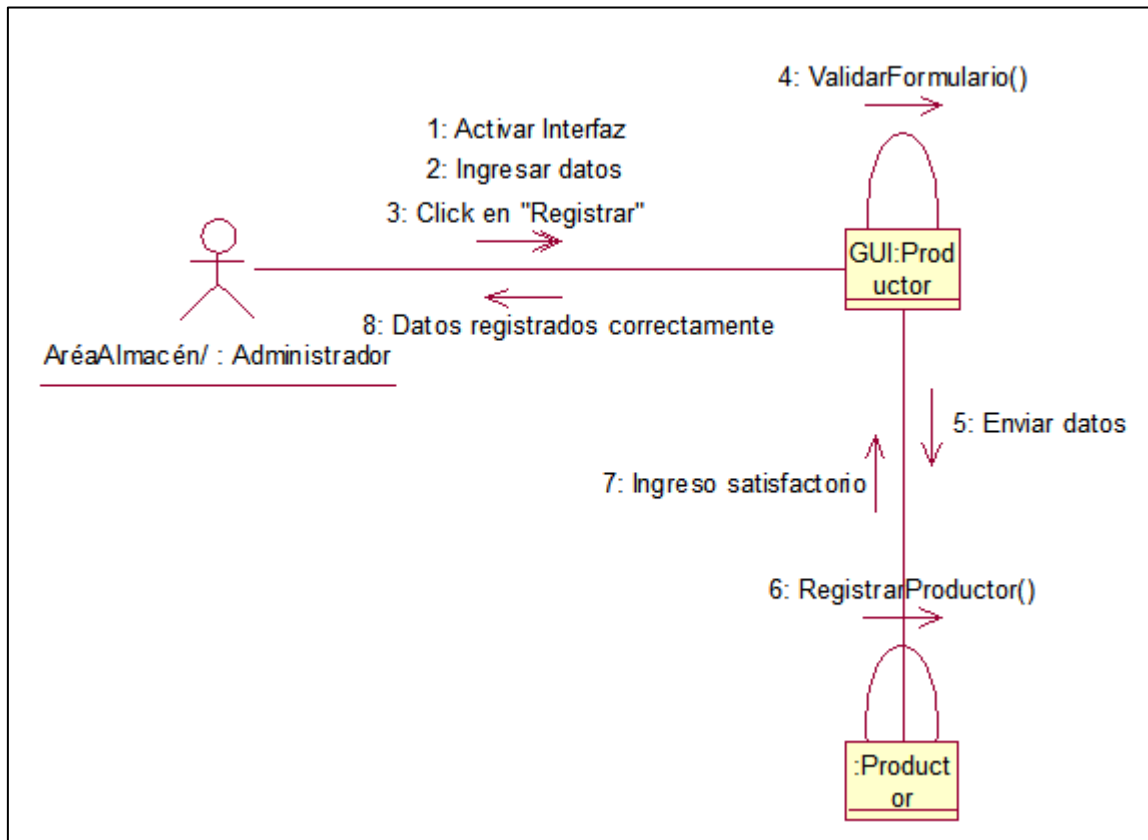 4: ValidarFormulario()
1: Activar Interfaz
2: Ingresar datos
3: Click en "Registrar"
GUI:Prod
uctor
8: Datos registrados correctamente
AréaAlmacén/ : Administrador
5: Enviar datos
7: Ingreso satisfactorio
6: RegistrarProductor()
:Product
or